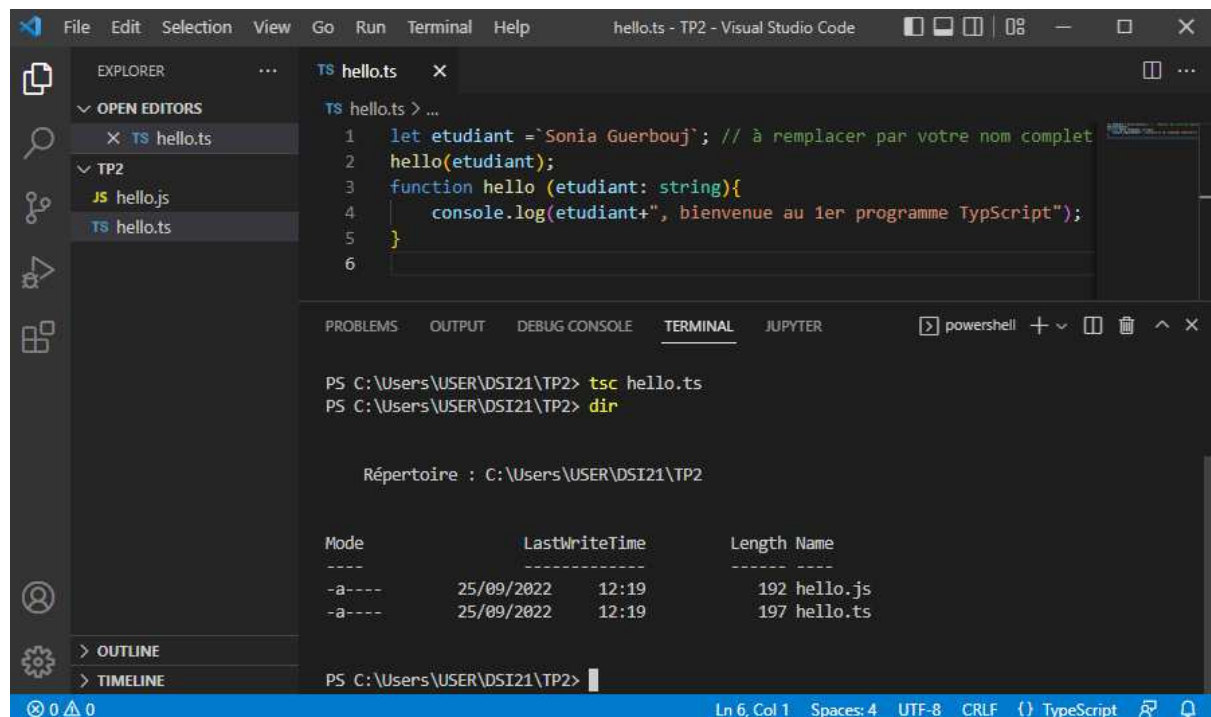 File Edit Selection View Go Run Terminal Help hello.ts - TP2 - Visual Studio Code
EXPLORER
OPEN EDITORS
TS hello.ts
TP2
JS hello.js
TS hello.ts
OUTLINE
TIMELINE
TS hello.ts
TS hello.ts > ...
1 let etudiant =`Sonia Guerbouj`; // à remplacer par votre nom complet
2 hello(etudiant);
3 function hello (etudiant: string){
4 console.log(etudiant+", bienvenue au 1er programme TypScript");
5 }
6
PROBLEMS OUTPUT DEBUG CONSOLE TERMINAL JUPYTER powershell
PS C:\Users\USER\DSI21\TP2> tsc hello.ts
PS C:\Users\USER\DSI21\TP2> dir
Répertoire : C:\Users\USER\DSI21\TP2
Mode LastWriteTime Length Name
---- ------------- ------ ----
-a---- 25/09/2022 12:19 192 hello.js
-a---- 25/09/2022 12:19 197 hello.ts
PS C:\Users\USER\DSI21\TP2>
0 0 Ln 6, Col 1 Spaces: 4 UTF-8 CRLF {} TypeScript